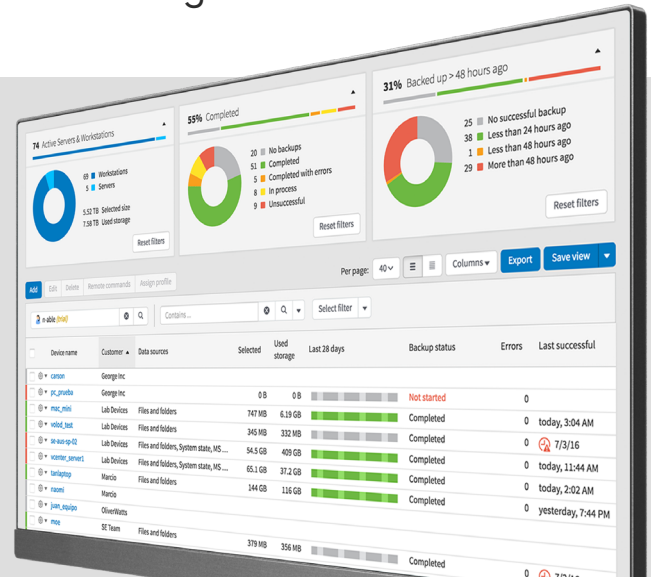 74 Active Servers & Workstations
69 Workstations
5 Servers
5.52 TB Selected size
7.58 TB Used storage
Reset filters
55% Completed
20 No backups
51 Completed
5 Completed with errors
8 In process
9 Unsuccessful
Reset filters
31% Backed up > 48 hours ago
25 No successful backup
38 Less than 24 hours ago
1 Less than 48 hours ago
29 More than 48 hours ago
Reset filters
Add Edit Delete Remote commands Assign profile
Per page: 40 Columns Export Save view
n-able (trial) Contains... Select filter
Device name Customer Data sources Selected Used storage Last 28 days Backup status Errors Last successful
carson George Inc
pc_prueba George Inc 0 B 0 B Not started 0
mac_mini Lab Devices Files and folders 747 MB 6.19 GB Completed 0 today, 3:04 AM
volod_test Lab Devices Files and folders 345 MB 332 MB Completed 0 7/3/16
se-aus-sp-02 Lab Devices Files and folders, System state, MS ... 54.5 GB 409 GB Completed 0 today, 11:44 AM
vcenter_server1 Lab Devices Files and folders, System state, MS ... 65.1 GB 37.2 GB Completed 0 today, 2:02 AM
tanlaptop Marcio Files and folders 144 GB 116 GB Completed 0 yesterday, 7:44 PM
naomi Marcio
juan_equipo OliverWatts
moe SE Team Files and folders 379 MB 356 MB Completed 0